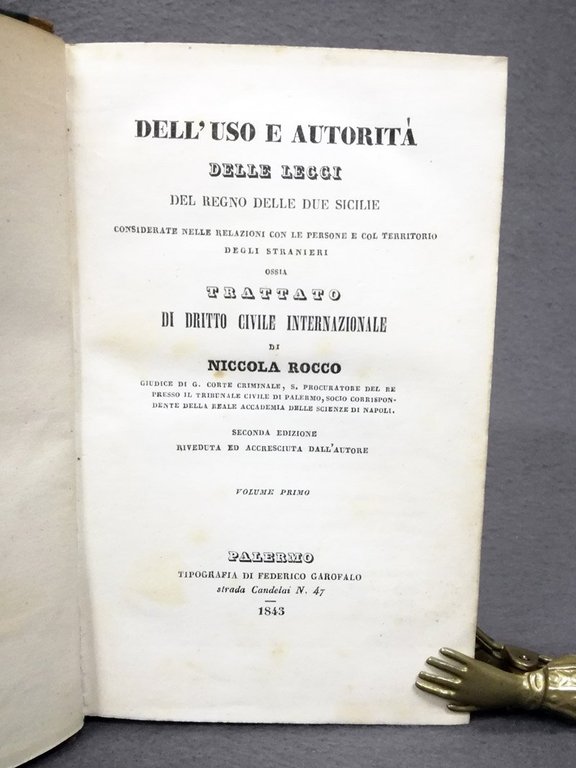 DELL'USO E AUTORITÀ
DELLE LEGGI
DEL REGNO DELLE DUE SICILIE
CONSIDERATE NELLE RELAZIONI CON LE PERSONE E COL TERRITORIO
DEGLI STRANIERI
OSSIA
TRATTATO
DI DRITTO CIVILE INTERNAZIONALE
DI
NICCOLA ROCCO
GIUDICE DI G. CORTE CRIMINALE, S. PROCURATORE DEL RE
PRESSO IL TRIBUNALE CIVILE DI PALERMO, SOCIO CORRISPON-
DENTE DELLA REALE ACCADEMIA DELLE SCIENZE DI NAPOLI.
SECONDA EDIZIONE
RIVEDUTA ED ACCRESCIUTA DALL'AUTORE
VOLUME PRIMO
PALERMO
TIPOGRAFIA DI FEDERICO GAROFALO
strada Candelai N. 47
1843